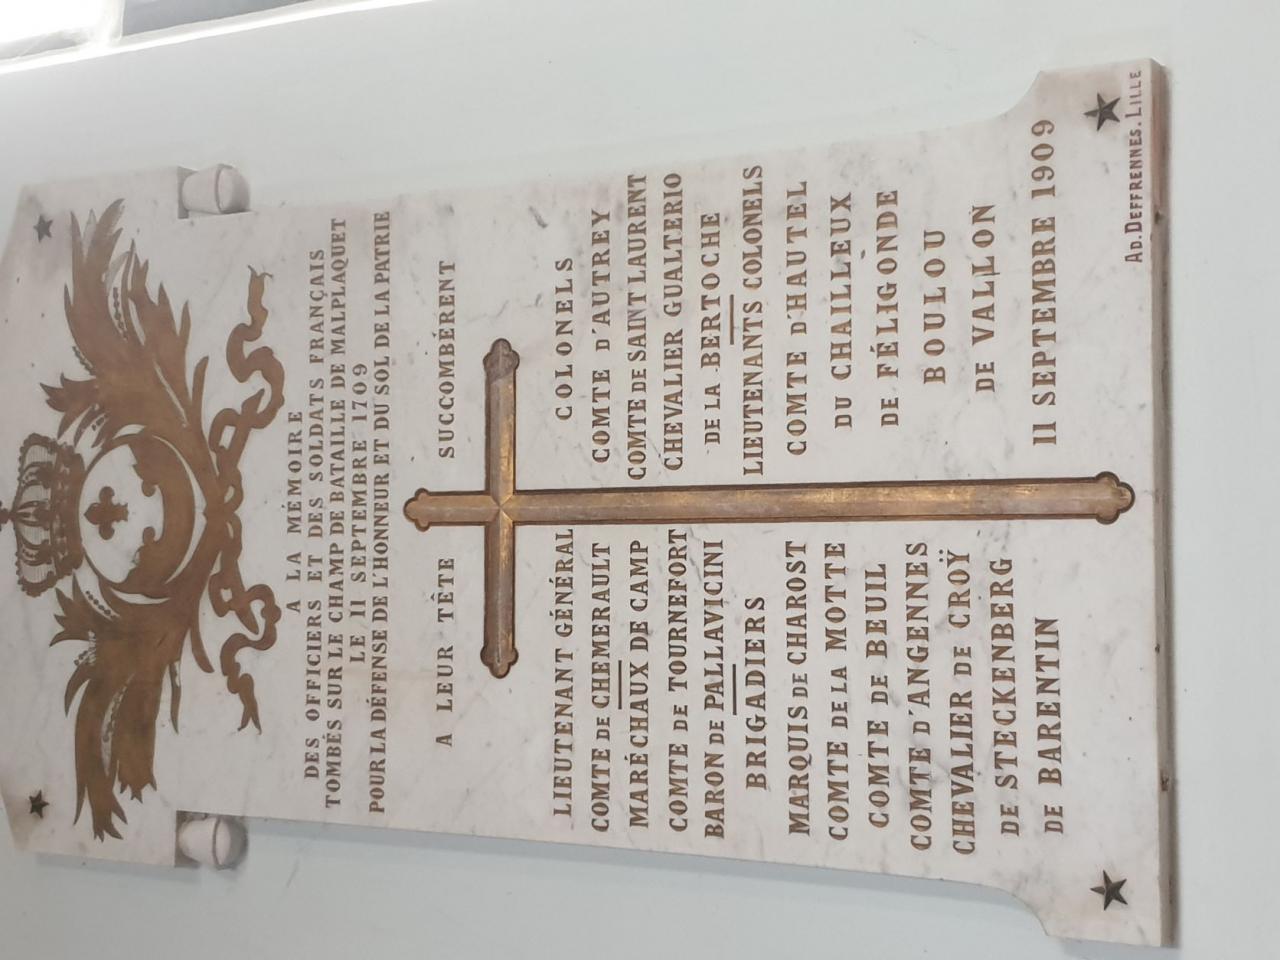 A LA MÉMOIRE
DES OFFICIERS ET DES SOLDATS FRANÇAIS
TOMBÉS SUR LE CHAMP DE BATAILLE DE MALPLAQUET
LE 11 SEPTEMBRE 1709
POUR LA DÉFENSE DE L'HONNEUR ET DU SOL DE LA PATRIE
A LEUR TÊTE SUCCOMBÉRENT
LIEUTENANT GÉNÉRAL
COMTE DE CHEMERAULT
MARÉCHAUX DE CAMP
COMTE DE TOURNEFORT
BARON DE PALLAVICINI
BRIGADIERS
MARQUIS DE CHAROST
COMTE DE LA MOTTE
COMTE DE BEUIL
COMTE D'ANGENNES
CHEVALIER DE CROŸ
DE STECKENBERG
DE BARENTIN
COLONELS
COMTE D'AUTREY
COMTE DE SAINT LAURENT
CHEVALIER GUALTERIO
DE LA BERTOCHE
LIEUTENANTS COLONELS
COMTE D'HAUTEL
DU CHAILLEUX
DE FÉLIGONDE
BOULOU
DE VALLON
11 SEPTEMBRE 1909
AD. DEFFRENNES. LILLE